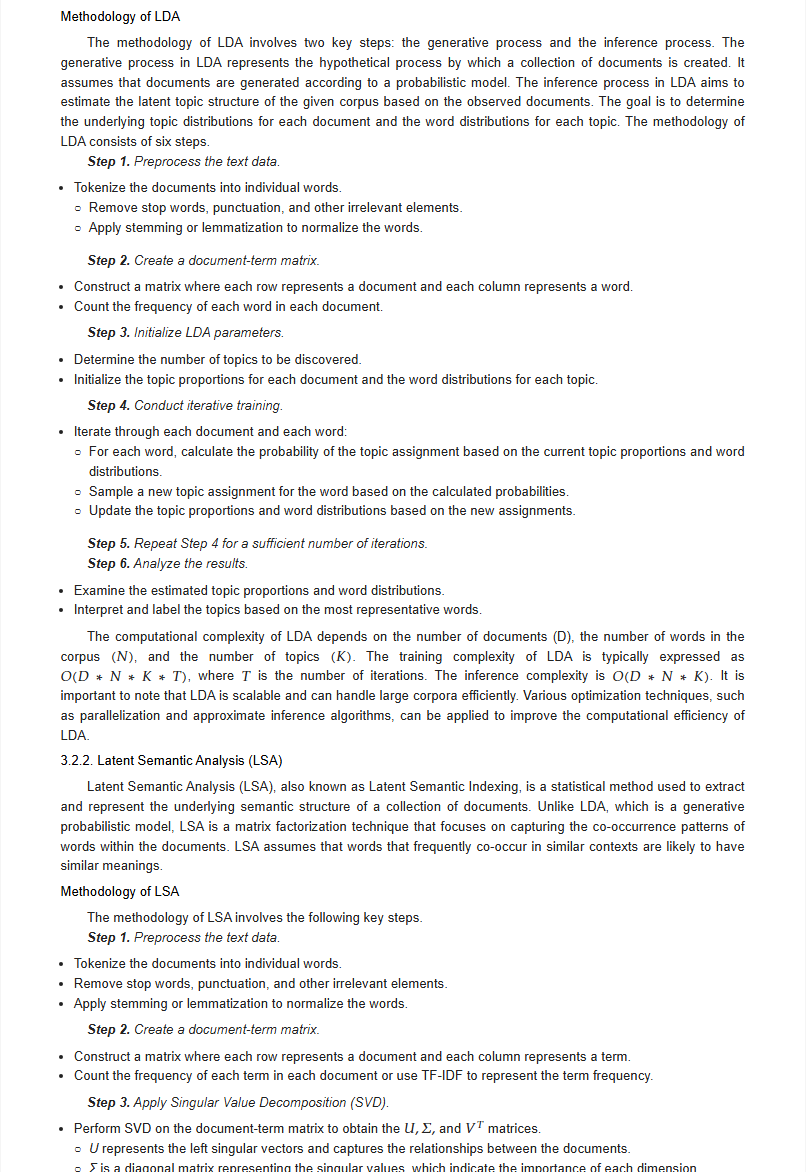 Methodology of LDA
The methodology of LDA involves two key steps: the generative process and the inference process. The
generative process in LDA represents the hypothetical process by which a collection of documents is created. It
assumes that documents are generated according to a probabilistic model. The inference process in LDA aims to
estimate the latent topic structure of the given corpus based on the observed documents. The goal is to determine
the underlying topic distributions for each document and the word distributions for each topic. The methodology of
LDA consists of six steps.
Step 1. Preprocess the text data.
• Tokenize the documents into individual words.
○ Remove stop words, punctuation, and other irrelevant elements.
○ Apply stemming or lemmatization to normalize the words.
Step 2. Create a document-term matrix.
• Construct a matrix where each row represents a document and each column represents a word.
• Count the frequency of each word in each document.
Step 3. Initialize LDA parameters.
• Determine the number of topics to be discovered.
• Initialize the topic proportions for each document and the word distributions for each topic.
Step 4. Conduct iterative training.
• Iterate through each document and each word:
○ For each word, calculate the probability of the topic assignment based on the current topic proportions and word
distributions.
○ Sample a new topic assignment for the word based on the calculated probabilities.
○ Update the topic proportions and word distributions based on the new assignments.
Step 5. Repeat Step 4 for a sufficient number of iterations.
Step 6. Analyze the results.
• Examine the estimated topic proportions and word distributions.
• Interpret and label the topics based on the most representative words.
The computational complexity of LDA depends on the number of documents (D), the number of words in the
corpus (N), and the number of topics (K). The training complexity of LDA is typically expressed as
O(D * N * K * T), where T is the number of iterations. The inference complexity is O(D * N * K). It is
important to note that LDA is scalable and can handle large corpora efficiently. Various optimization techniques, such
as parallelization and approximate inference algorithms, can be applied to improve the computational efficiency of
LDA.
3.2.2. Latent Semantic Analysis (LSA)
Latent Semantic Analysis (LSA), also known as Latent Semantic Indexing, is a statistical method used to extract
and represent the underlying semantic structure of a collection of documents. Unlike LDA, which is a generative
probabilistic model, LSA is a matrix factorization technique that focuses on capturing the co-occurrence patterns of
words within the documents. LSA assumes that words that frequently co-occur in similar contexts are likely to have
similar meanings.
Methodology of LSA
The methodology of LSA involves the following key steps.
Step 1. Preprocess the text data.
• Tokenize the documents into individual words.
• Remove stop words, punctuation, and other irrelevant elements.
• Apply stemming or lemmatization to normalize the words.
Step 2. Create a document-term matrix.
• Construct a matrix where each row represents a document and each column represents a term.
• Count the frequency of each term in each document or use TF-IDF to represent the term frequency.
Step 3. Apply Singular Value Decomposition (SVD).
• Perform SVD on the document-term matrix to obtain the U, Σ, and Vᵀ matrices.
○ U represents the left singular vectors and captures the relationships between the documents.
○ Σ is a diagonal matrix representing the singular values, which indicate the importance of each dimension